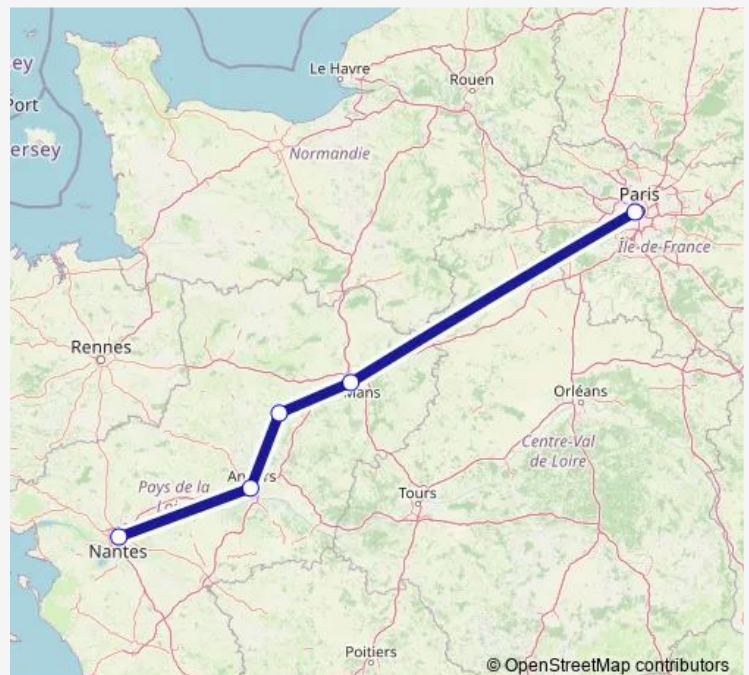 Le Havre
Rouen
ey
Port
Normandie
ersey
Paris
Île-de-France
Rennes
Mans
Orléans
Centre-Val
de Loire
Pays de la
Tours
Nantes
Poitiers
© OpenStreetMap contributors